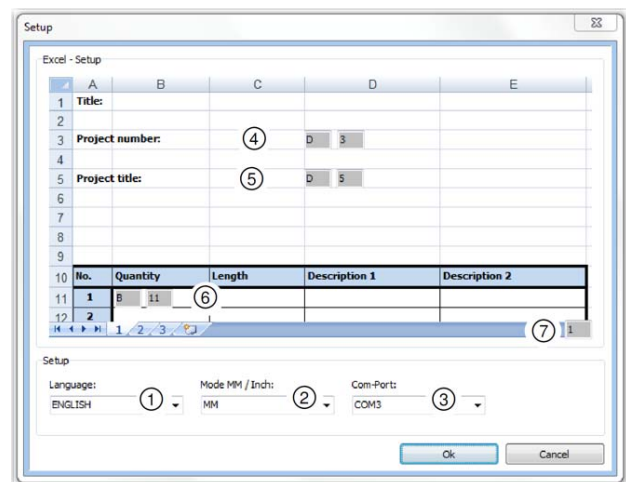 Setup
Excel - Setup
A B C D E
1 Title:
2
3 Project number: ④ D 3
4
5 Project title: ⑤ D 5
6
7
8
9
10 No. Quantity Length Description 1 Description 2
11 1 B 11 ⑥
12 2
1 2 3 ⑦ 1
Setup
Language: Mode MM / Inch: Com-Port:
ENGLISH ① MM ② COM3 ③
Ok Cancel